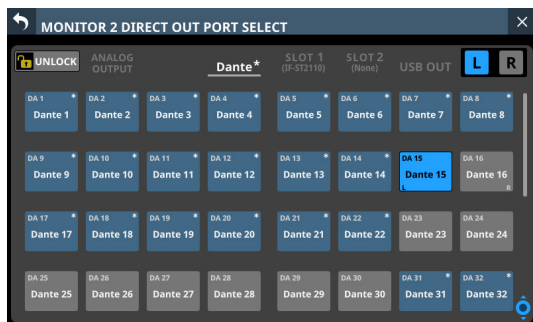 MONITOR 2 DIRECT OUT PORT SELECT ×
UNLOCK
ANALOG OUTPUT
Dante*
SLOT 1 (IF-ST2110)
SLOT 2 (None)
USB OUT
L R
DA 1 * DA 2 * DA 3 * DA 4 * DA 5 * DA 6 * DA 7 * DA 8 *
Dante 1 Dante 2 Dante 3 Dante 4 Dante 5 Dante 6 Dante 7 Dante 8
DA 9 * DA 10 * DA 11 * DA 12 * DA 13 * DA 14 * DA 15 DA 16
Dante 9 Dante 10 Dante 11 Dante 12 Dante 13 Dante 14 Dante 15 Dante 16
L R
DA 17 * DA 18 * DA 19 * DA 20 * DA 21 * DA 22 * DA 23 DA 24
Dante 17 Dante 18 Dante 19 Dante 20 Dante 21 Dante 22 Dante 23 Dante 24
DA 25 DA 26 DA 27 DA 28 DA 29 DA 30 DA 31 * DA 32 *
Dante 25 Dante 26 Dante 27 Dante 28 Dante 29 Dante 30 Dante 31 Dante 32